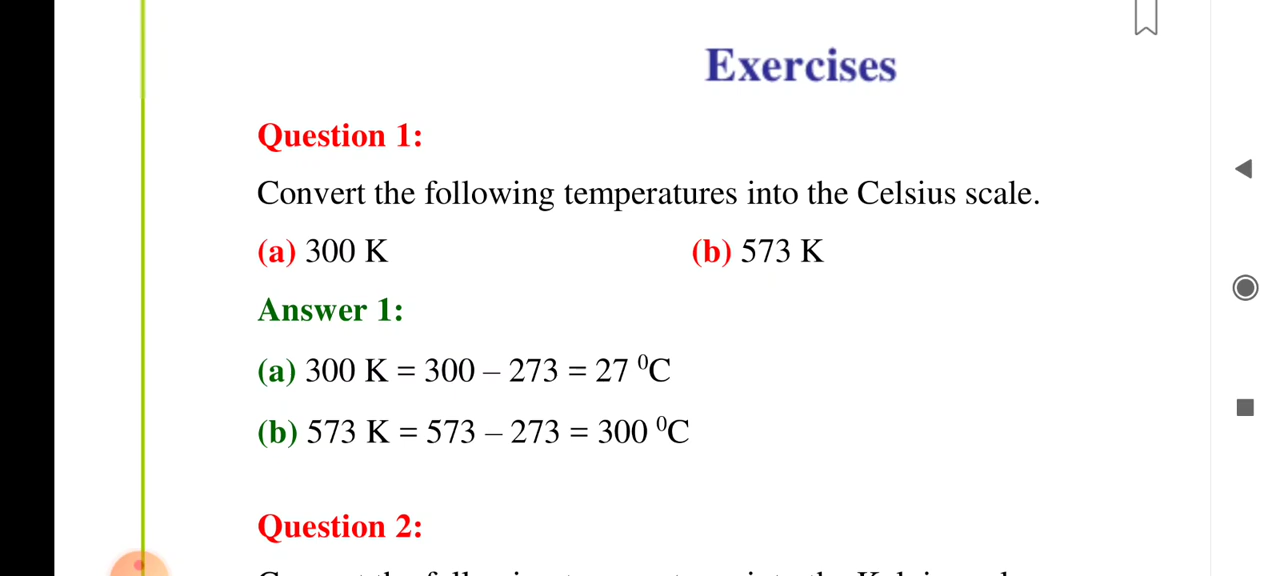 Exercises
Question 1:
Convert the following temperatures into the Celsius scale.
(a) 300 K (b) 573 K
Answer 1:
(a) 300 K = 300 – 273 = 27 ⁰C
(b) 573 K = 573 – 273 = 300 ⁰C
Question 2: